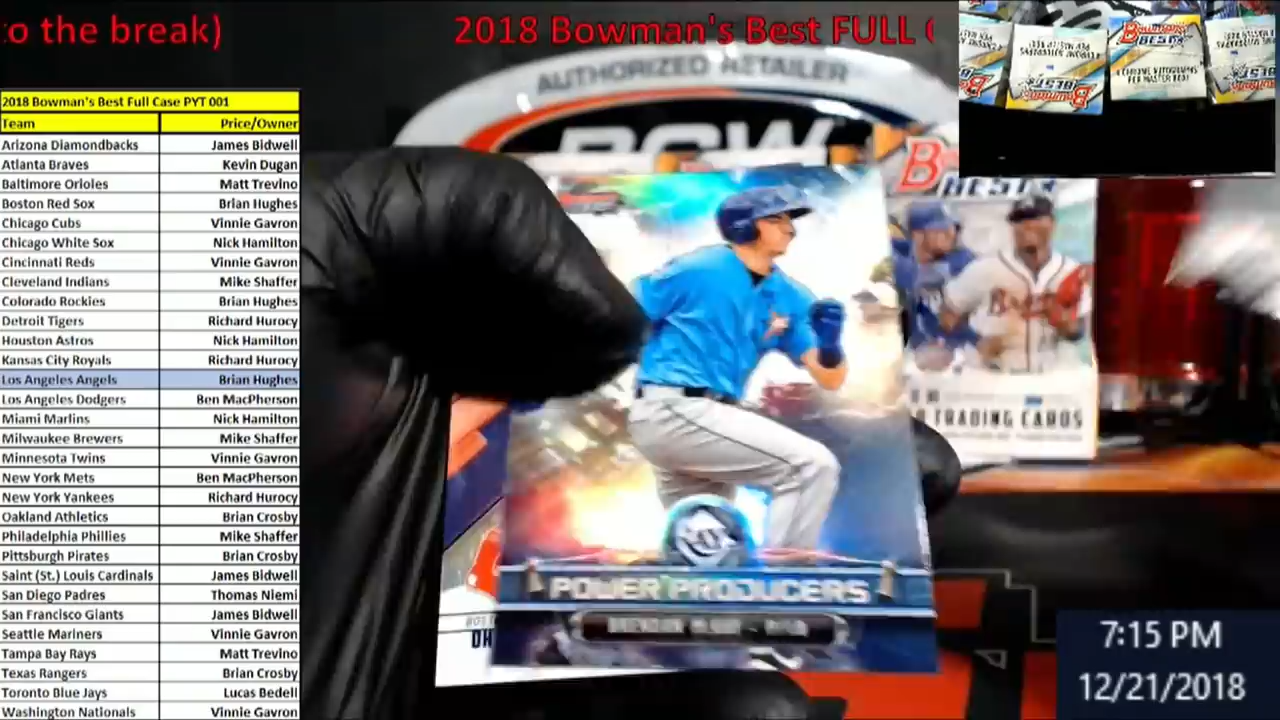 :o the break)
2018 Bowman's Best FULL
2018 Bowman's Best Full Case PYT 001
Team Price/Owner
Arizona Diamondbacks James Bidwell
Atlanta Braves Kevin Dugan
Baltimore Orioles Matt Trevino
Boston Red Sox Brian Hughes
Chicago Cubs Vinnie Gavron
Chicago White Sox Nick Hamilton
Cincinnati Reds Vinnie Gavron
Cleveland Indians Mike Shaffer
Colorado Rockies Brian Hughes
Detroit Tigers Richard Hurocy
Houston Astros Nick Hamilton
Kansas City Royals Richard Hurocy
Los Angeles Angels Brian Hughes
Los Angeles Dodgers Ben MacPherson
Miami Marlins Nick Hamilton
Milwaukee Brewers Mike Shaffer
Minnesota Twins Vinnie Gavron
New York Mets Ben MacPherson
New York Yankees Richard Hurocy
Oakland Athletics Brian Crosby
Philadelphia Phillies Mike Shaffer
Pittsburgh Pirates Brian Crosby
Saint (St.) Louis Cardinals James Bidwell
San Diego Padres Thomas Niemi
San Francisco Giants James Bidwell
Seattle Mariners Vinnie Gavron
Tampa Bay Rays Matt Trevino
Texas Rangers Brian Crosby
Toronto Blue Jays Lucas Bedell
Washington Nationals Vinnie Gavron
AUTHORIZED RETAILER
BCW
BEST
TRADING CARDS
POWER PRODUCERS
Bowman's
BEST
7:15 PM
12/21/2018